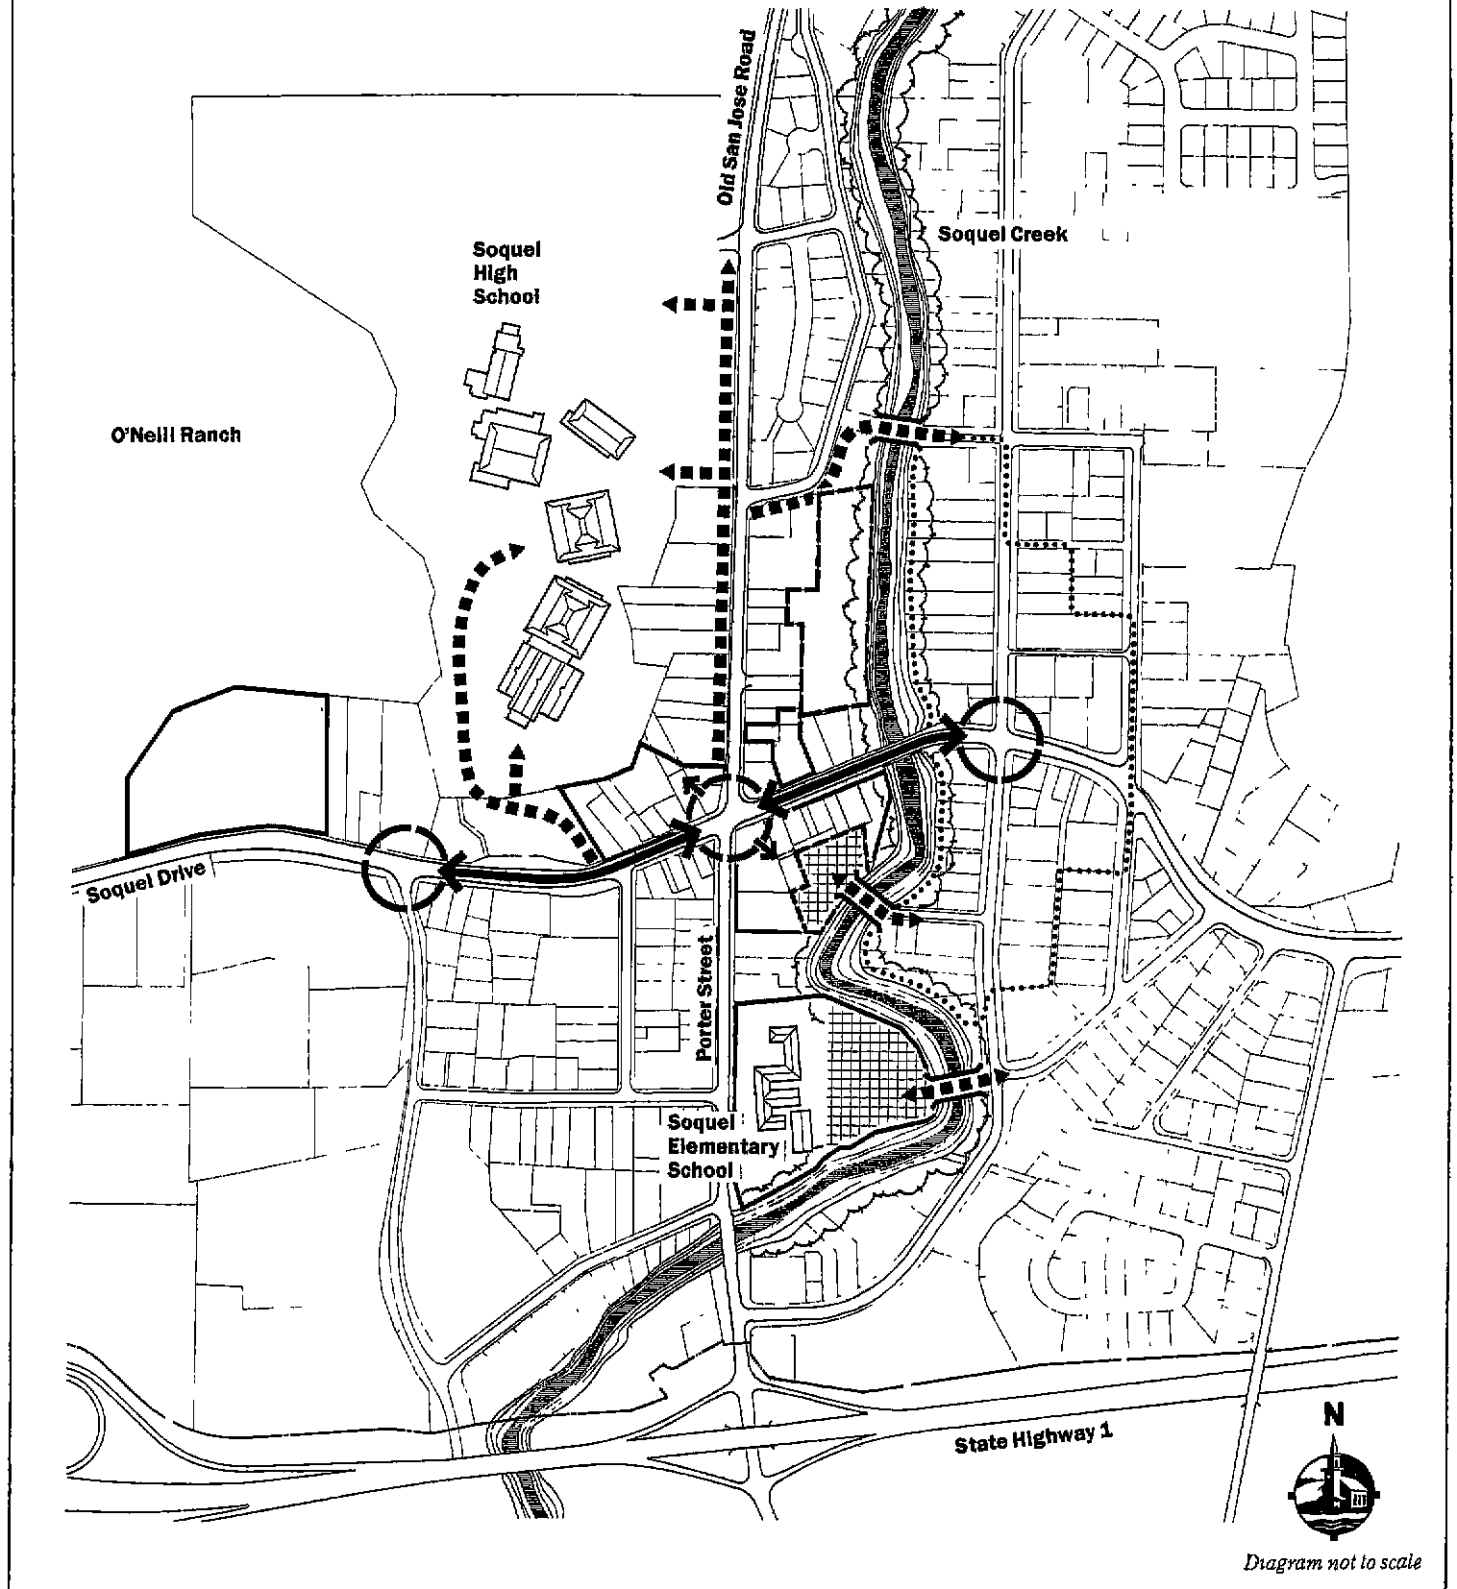 Old San Jose Road
Soquel Creek
Soquel
High
School
O'Neill Ranch
Soquel Drive
Porter Street
Soquel
Elementary
School
State Highway 1
N
Diagram not to scale